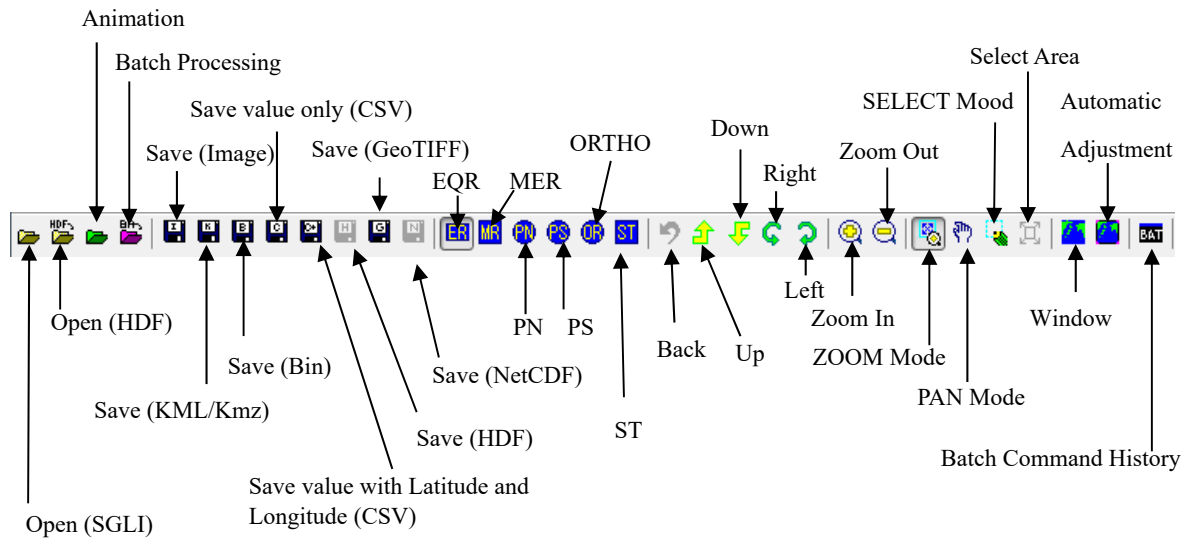 Animation
Batch Processing
Select Area
Save value only (CSV)
SELECT Mood
Automatic
Adjustment
Down
ORTHO
Save (Image)
Save (GeoTIFF)
Zoom Out
EQR
MER
Right
HDF
BAT
I
K
B
C
C+
H
G
N
ER
MR
PN
PS
OR
ST
BAT
Left
Open (HDF)
Zoom In
Window
PN
PS
Back
Up
ZOOM Mode
Save (Bin)
Save (NetCDF)
PAN Mode
Save (KML/Kmz)
Save (HDF)
ST
Batch Command History
Save value with Latitude and
Longitude (CSV)
Open (SGLI)